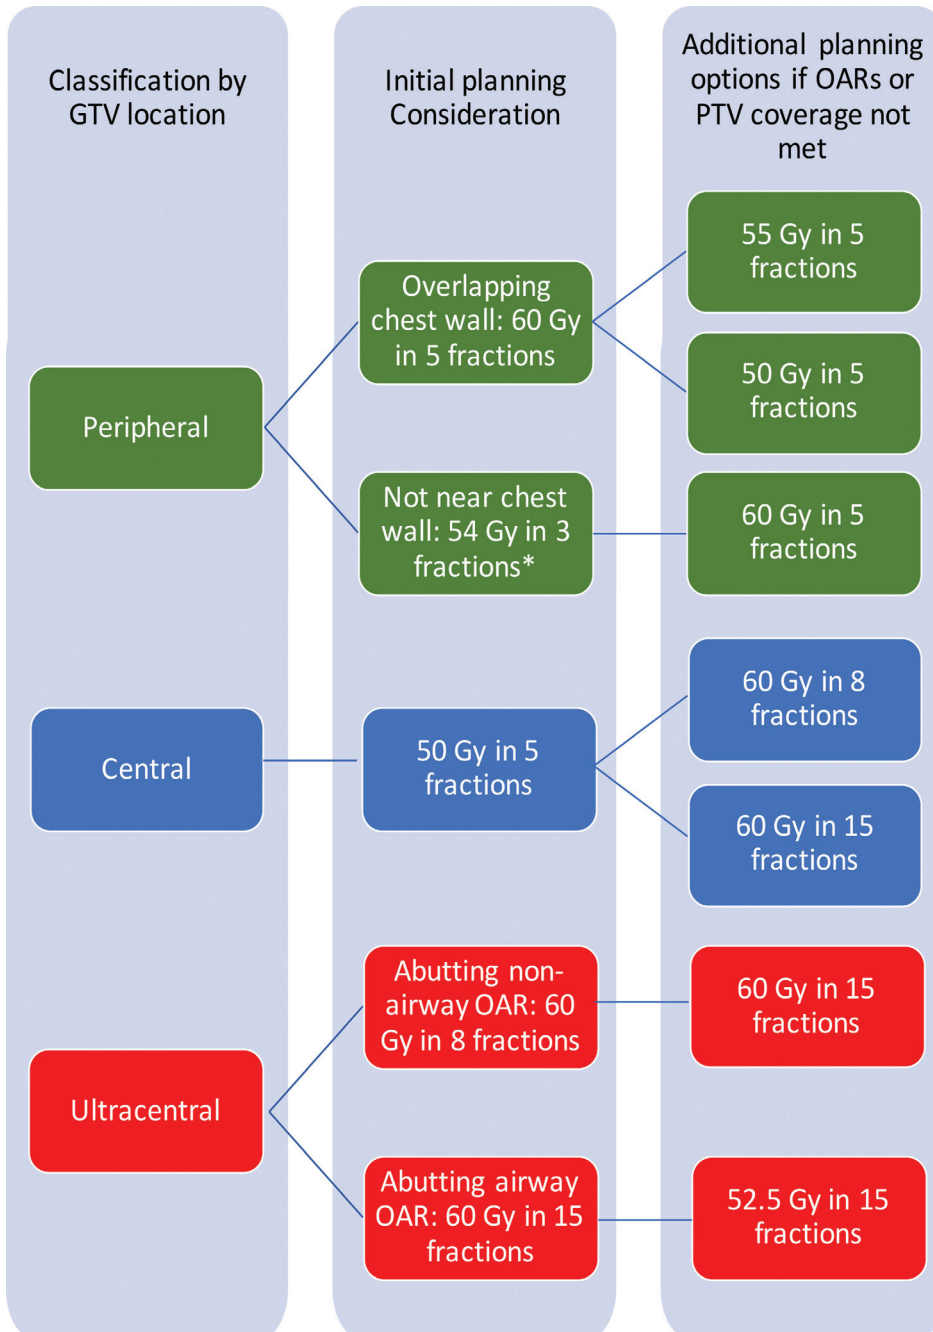 Classification by
GTV location
Initial planning
Consideration
Additional planning
options if OARs or
PTV coverage not
met
Peripheral
Overlapping
chest wall: 60 Gy
in 5 fractions
55 Gy in 5
fractions
50 Gy in 5
fractions
Not near chest
wall: 54 Gy in 3
fractions*
60 Gy in 5
fractions
Central
50 Gy in 5
fractions
60 Gy in 8
fractions
60 Gy in 15
fractions
Ultracentral
Abutting non-
airway OAR: 60
Gy in 8 fractions
60 Gy in 15
fractions
Abutting airway
OAR: 60 Gy in 15
fractions
52.5 Gy in 15
fractions